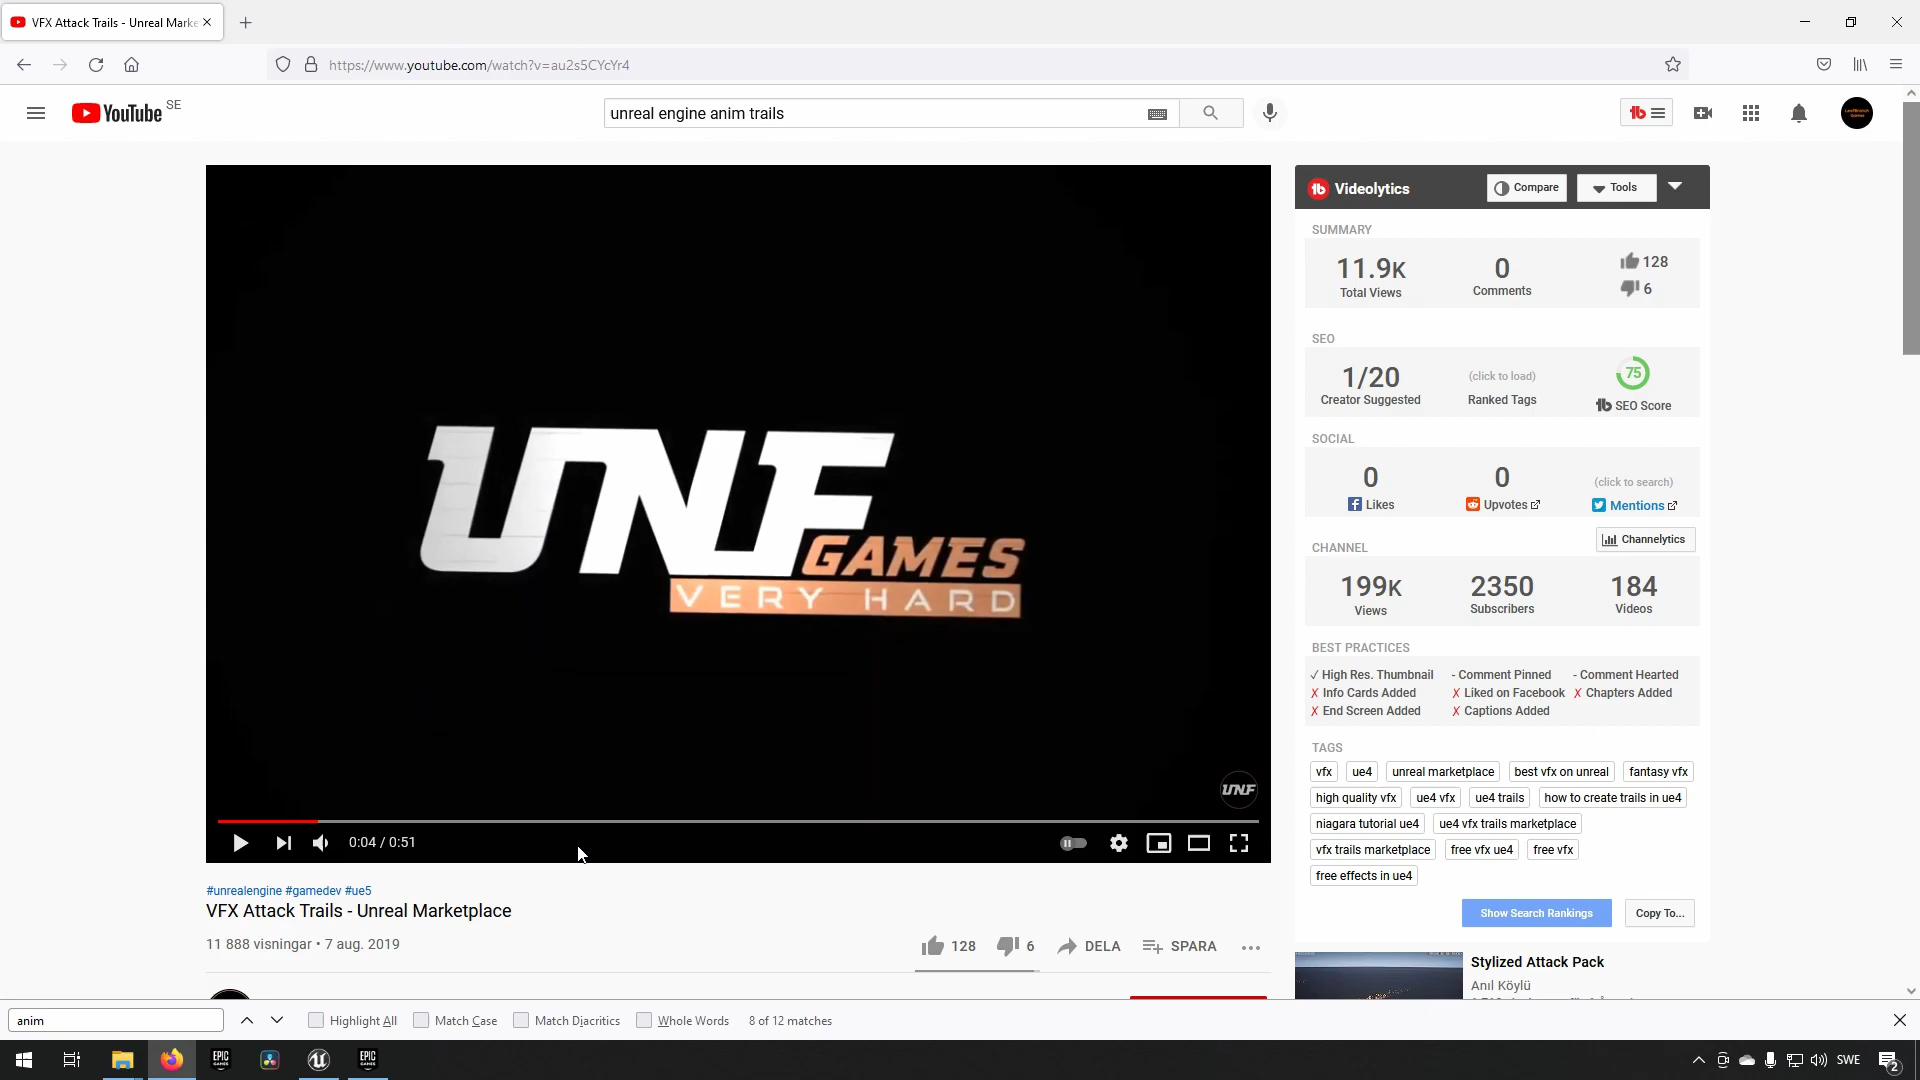 VFX Attack Trails - Unreal Marke
https://www.youtube.com/watch?v=au2s5CYcYr4
YouTube SE
unreal engine anim trails
UNF
GAMES
VERY HARD
UNF
0:04 / 0:51
#unrealengine #gamedev #ue5
VFX Attack Trails - Unreal Marketplace
11 888 visningar • 7 aug. 2019
128 6 DELA SPARA
Videolytics Compare Tools
SUMMARY
11.9K 0 128
Total Views Comments 6
SEO
1/20 (click to load) 75
Creator Suggested Ranked Tags SEO Score
SOCIAL
0 0 (click to search)
Likes Upvotes Mentions
CHANNEL Channelytics
199K 2350 184
Views Subscribers Videos
BEST PRACTICES
✓ High Res. Thumbnail - Comment Pinned - Comment Hearted
✗ Info Cards Added ✗ Liked on Facebook ✗ Chapters Added
✗ End Screen Added ✗ Captions Added
TAGS
vfx ue4 unreal marketplace best vfx on unreal fantasy vfx
high quality vfx ue4 vfx ue4 trails how to create trails in ue4
niagara tutorial ue4 ue4 vfx trails marketplace
vfx trails marketplace free vfx ue4 free vfx
free effects in ue4
Show Search Rankings Copy To...
Stylized Attack Pack
Anıl Köylü
anim Highlight All Match Case Match Diacritics Whole Words 8 of 12 matches
EPIC GAMES EPIC GAMES SWE 2